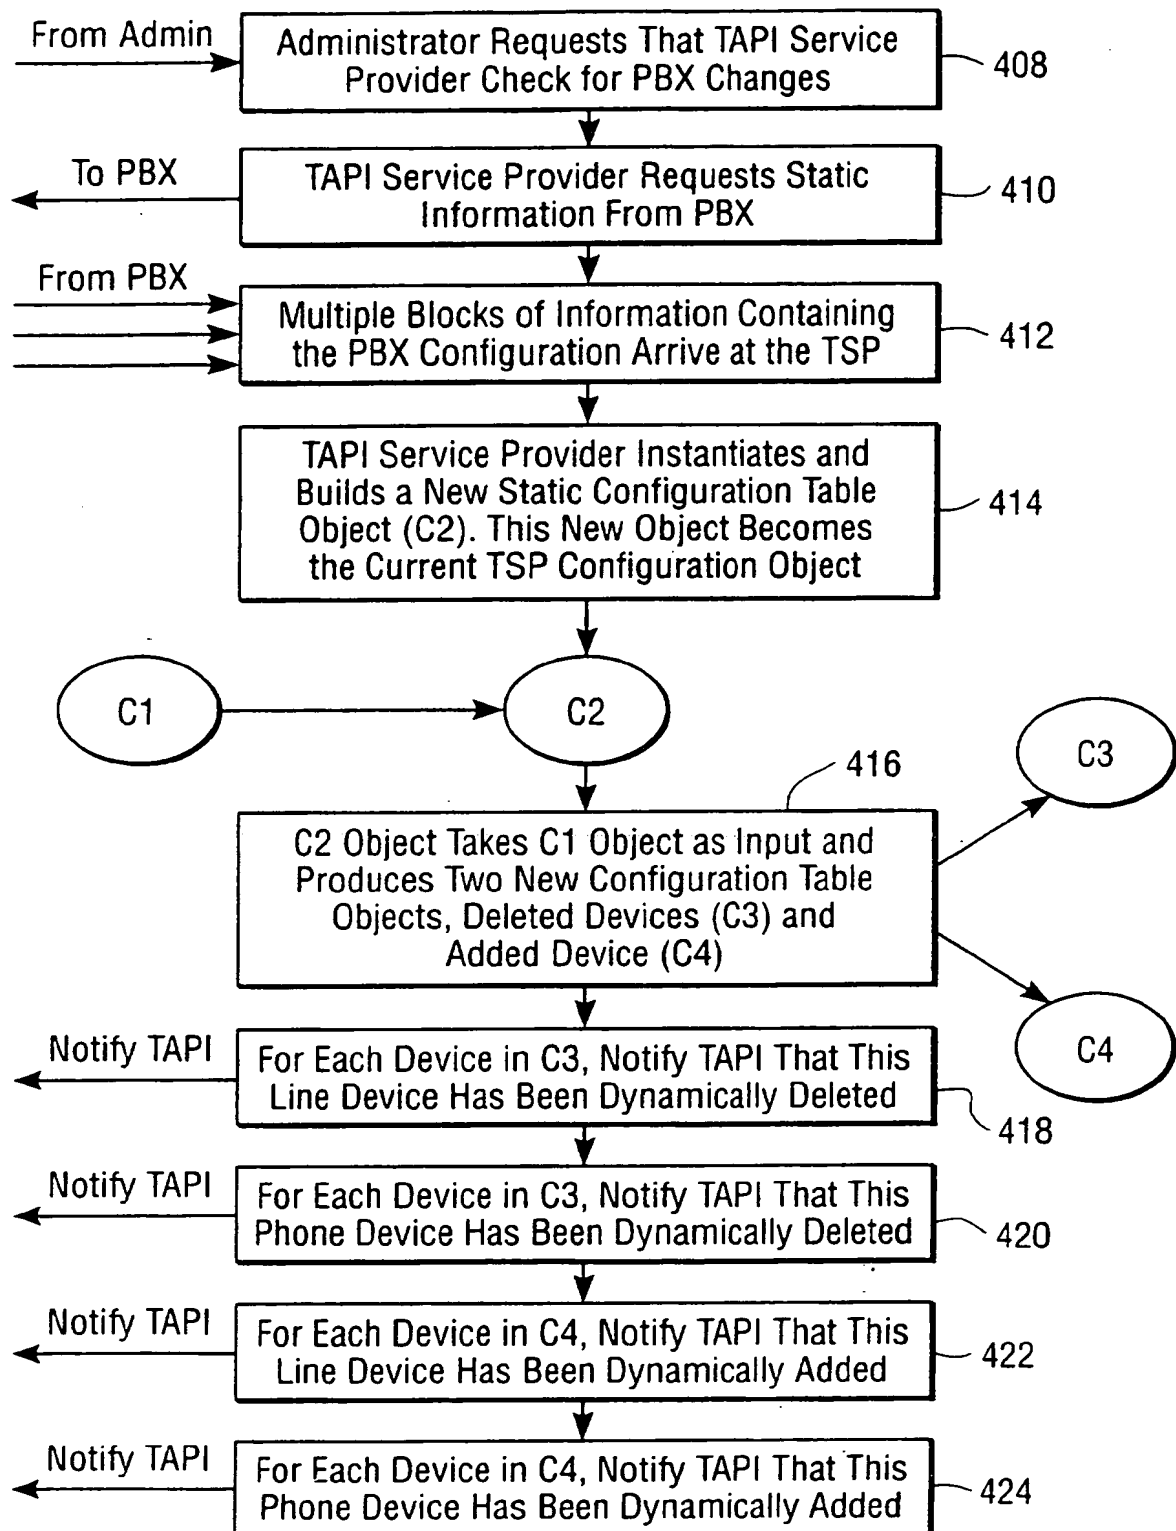 From Admin
Administrator Requests That TAPI Service
Provider Check for PBX Changes
408
To PBX
TAPI Service Provider Requests Static
Information From PBX
410
From PBX
Multiple Blocks of Information Containing
the PBX Configuration Arrive at the TSP
412
TAPI Service Provider Instantiates and
Builds a New Static Configuration Table
Object (C2). This New Object Becomes
the Current TSP Configuration Object
414
C1
C2
C3
416
C2 Object Takes C1 Object as Input and
Produces Two New Configuration Table
Objects, Deleted Devices (C3) and
Added Device (C4)
C4
Notify TAPI
For Each Device in C3, Notify TAPI That This
Line Device Has Been Dynamically Deleted
418
Notify TAPI
For Each Device in C3, Notify TAPI That This
Phone Device Has Been Dynamically Deleted
420
Notify TAPI
For Each Device in C4, Notify TAPI That This
Line Device Has Been Dynamically Added
422
Notify TAPI
For Each Device in C4, Notify TAPI That This
Phone Device Has Been Dynamically Added
424